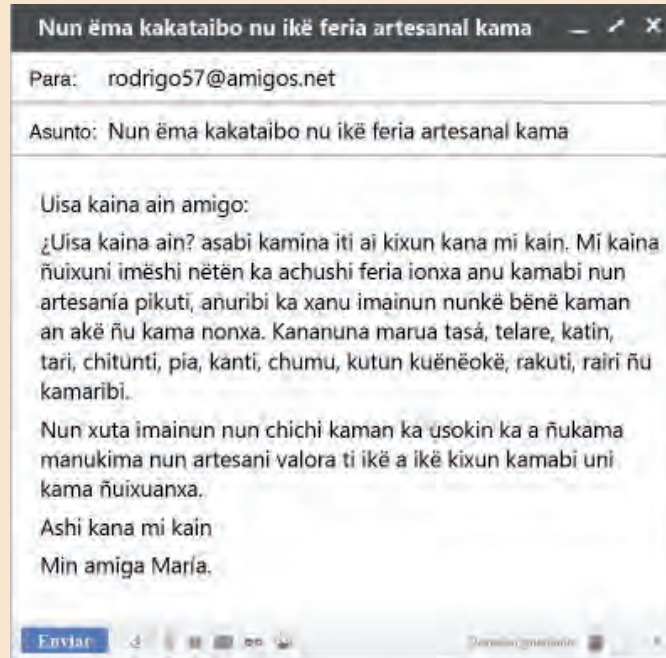 Nun ëma kakataibo nu ikë feria artesanal kama
Para: rodrigo57@amigos.net
Asunto: Nun ëma kakataibo nu ikë feria artesanal kama
Uisa kaina ain amigo:
¿Uisa kaina ain? asabi kamina iti ai kixun kana mi kain. Mi kaina
ñuixuni imëshi nëtën ka achushi feria ionxa anu kamabi nun
artesanía pikuti, anuribi ka xanu imainun nunkë bënë kaman
an akë ñu kama nonxa. Kananuna marua tasá, telare, katin,
tari, chitunti, pia, kanti, chumu, kutun kuënëokë, rakuti, rairi ñu
kamaribi.
Nun xuta imainun nun chichi kaman ka usokin ka a ñukama
manukima nun artesani valora ti ikë a ikë kixun kamabi uni
kama ñuixuanxa.
Ashi kana mi kain
Min amiga María.
Enviar